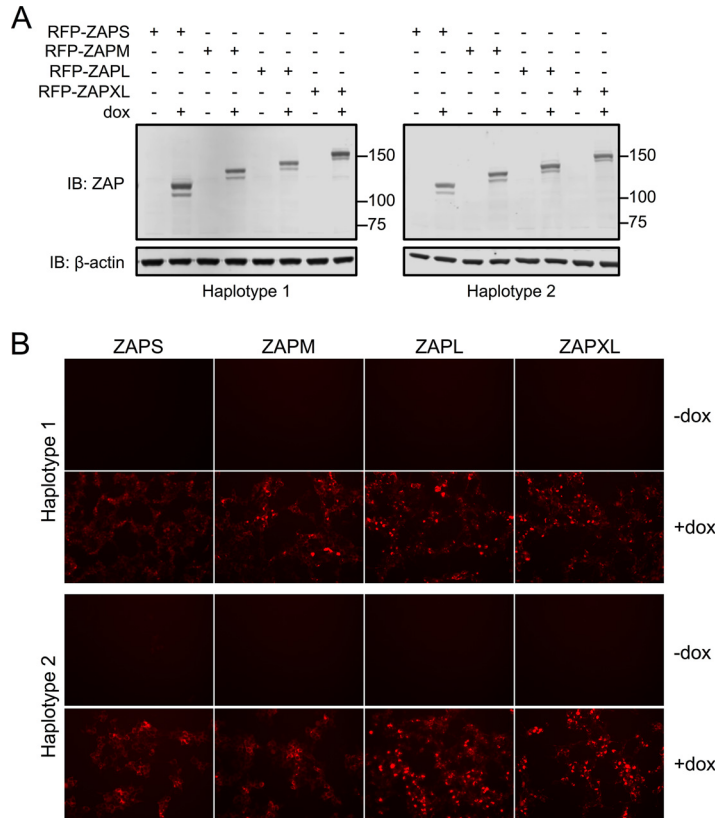 A
RFP-ZAPS + + - - - - - - + + - - - - - -
RFP-ZAPM - - + + - - - - - - + + - - - -
RFP-ZAPL - - - - + + - - - - - - + + - -
RFP-ZAPXL - - - - - - + + - - - - - - + +
dox - + - + - + - + - + - + - + - +
IB: ZAP
150
100
75
150
100
75
IB: β-actin
Haplotype 1 Haplotype 2
B
ZAPS ZAPM ZAPL ZAPXL
Haplotype 1
-dox
+dox
Haplotype 2
-dox
+dox